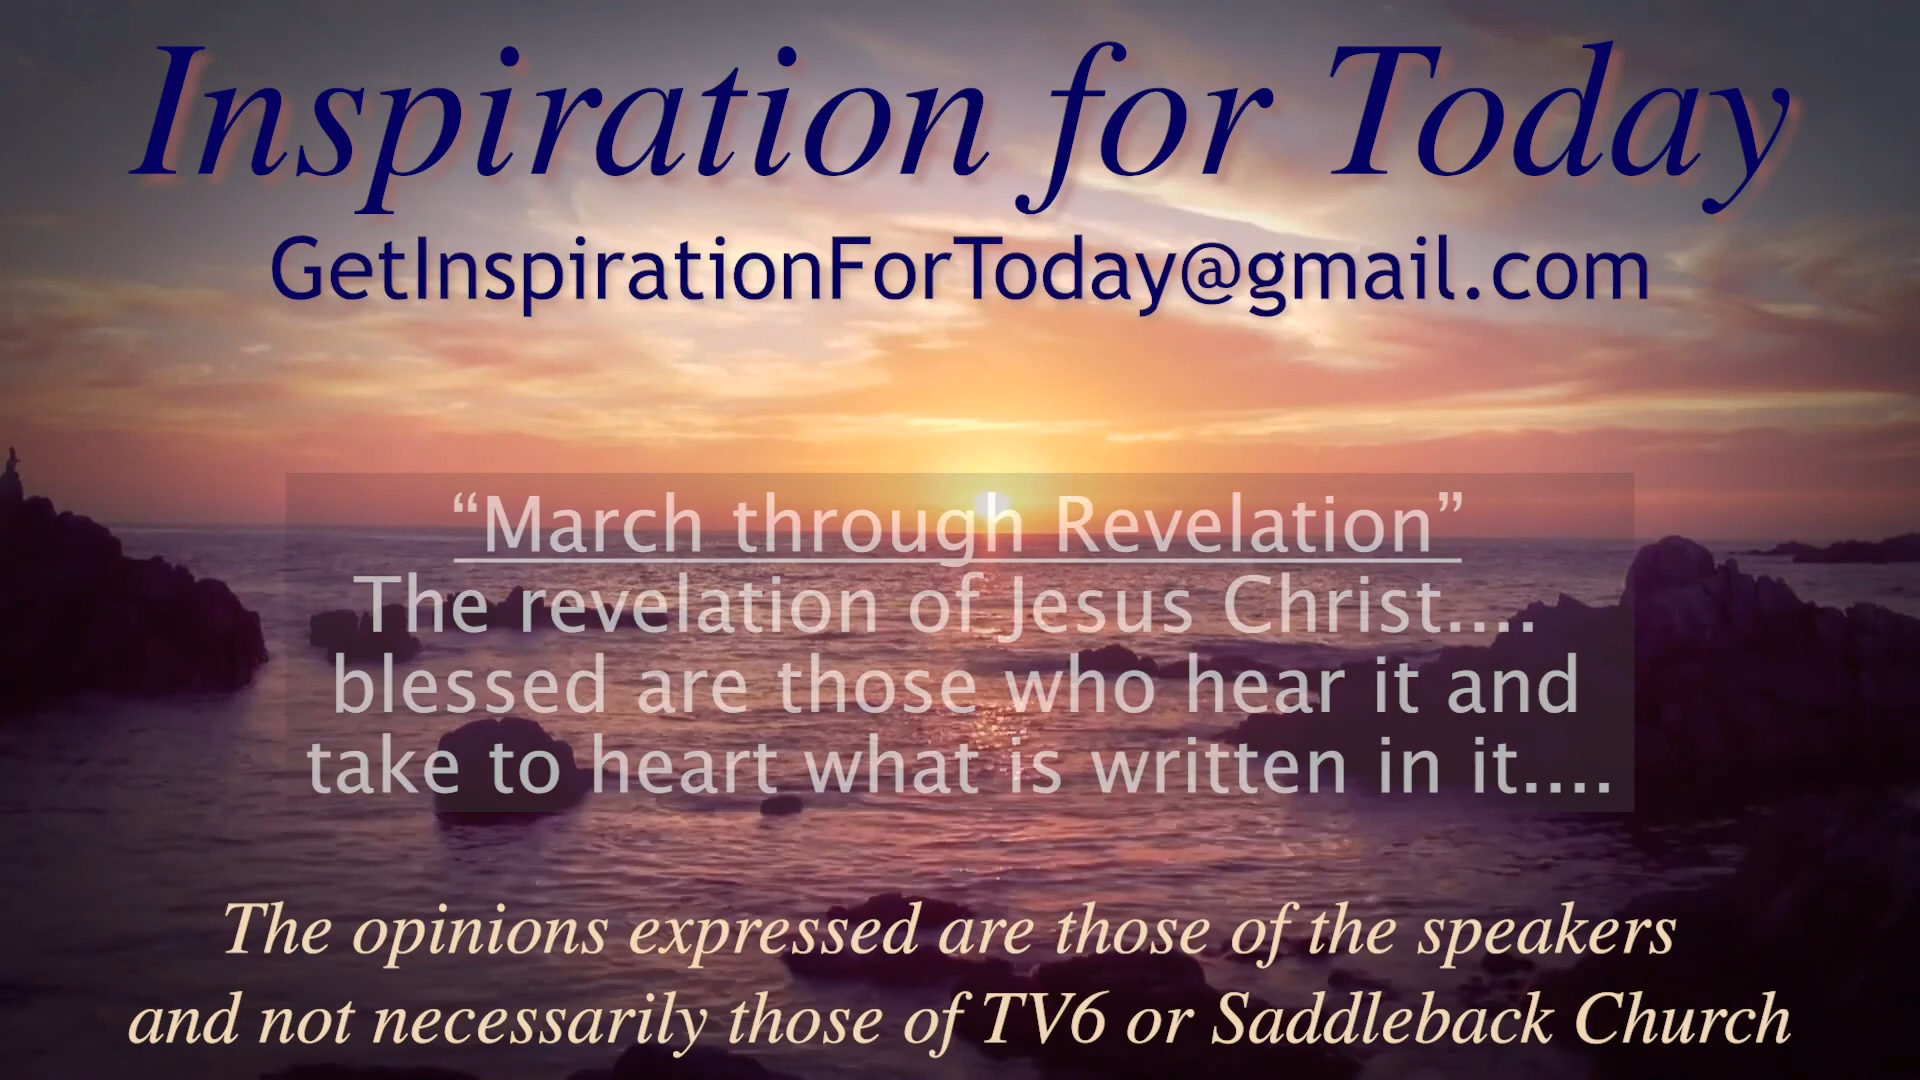 Inspiration for Today
GetInspirationForToday@gmail.com
“March through Revelation”
The revelation of Jesus Christ....
blessed are those who hear it and
take to heart what is written in it....
The opinions expressed are those of the speakers
and not necessarily those of TV6 or Saddleback Church